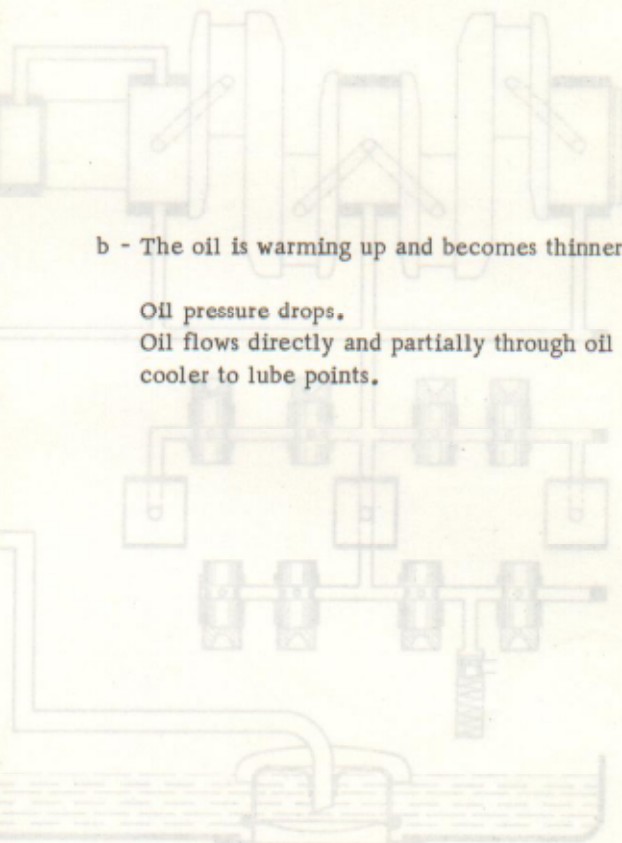 b - The oil is warming up and becomes thinner
Oil pressure drops.
Oil flows directly and partially through oil
cooler to lube points.